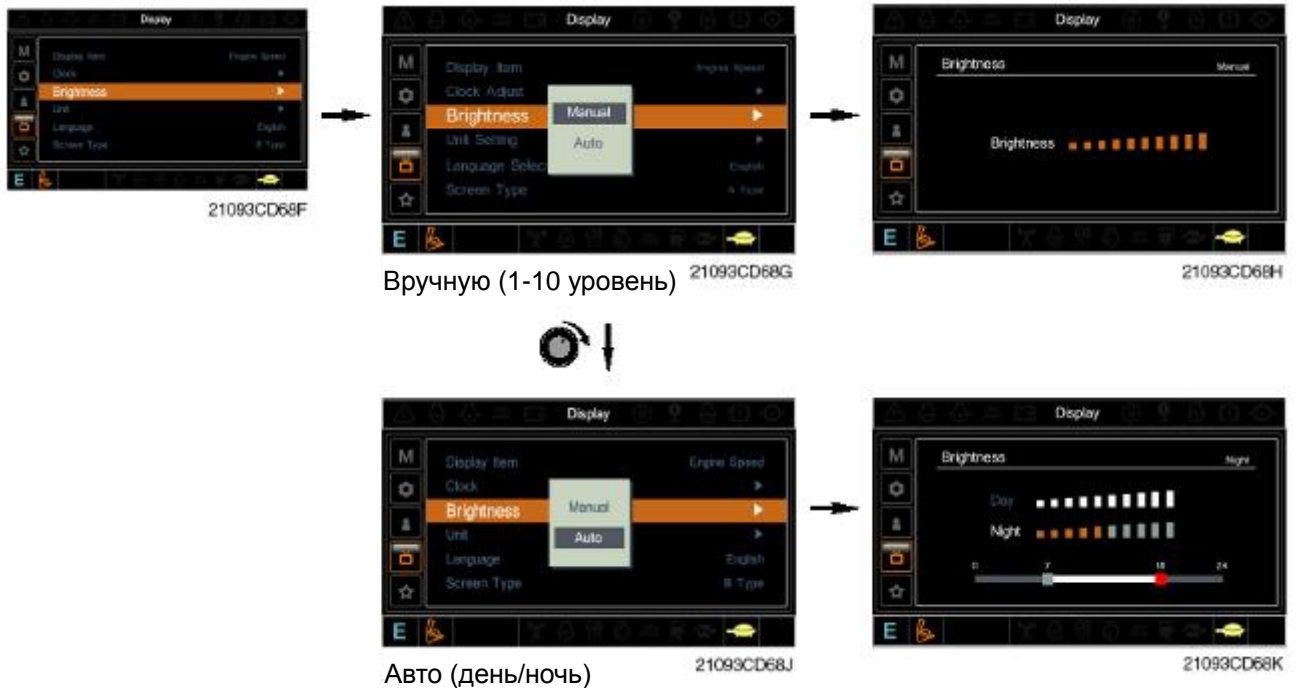 Display
M
Display Item Engine Speed
Clock
Brightness
Unit
Language English
Screen Type B Type
E
21093CD68F
Display
M
Display Item Engine Speed
Clock Adjust
Brightness
Manual
Auto
Unit Setting
Language Selec
English
Screen Type A Type
E
Вручную (1-10 уровень)
21093CD68G
Display
M
Brightness Manual
Brightness
E
21093CD68H
Display
M
Display Item Engine Speed
Clock
Brightness
Manual
Auto
Unit
Language English
Screen Type B Type
E
Авто (день/ночь)
21093CD68J
Display
M
Brightness Night
Day
Night
0 7 18 24
E
21093CD68K